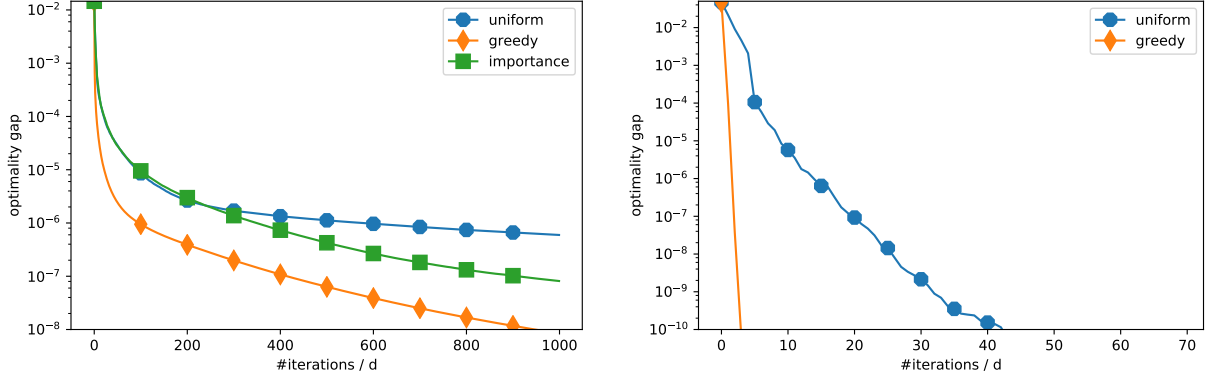 optimality gap
10⁻²
10⁻³
10⁻⁴
10⁻⁵
10⁻⁶
10⁻⁷
10⁻⁸
uniform
greedy
importance
0 200 400 600 800 1000
#iterations / d
optimality gap
10⁻²
10⁻³
10⁻⁴
10⁻⁵
10⁻⁶
10⁻⁷
10⁻⁸
10⁻⁹
10⁻¹⁰
uniform
greedy
0 10 20 30 40 50 60 70
#iterations / d